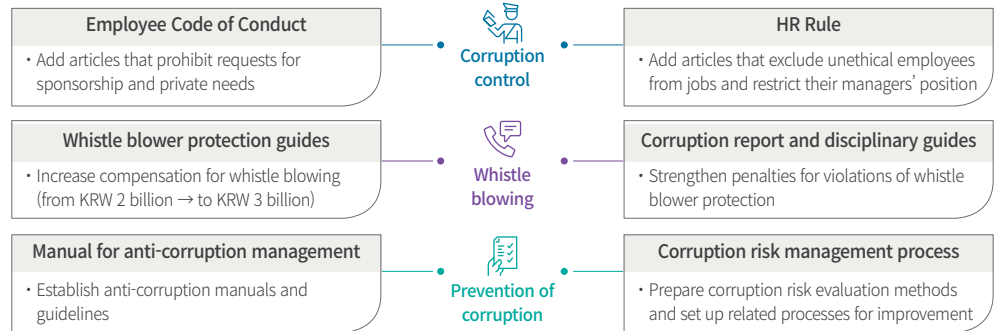 Employee Code of Conduct
· Add articles that prohibit requests for
sponsorship and private needs
Corruption
control
HR Rule
· Add articles that exclude unethical employees
from jobs and restrict their managers’ position
Whistle blower protection guides
· Increase compensation for whistle blowing
(from KRW 2 billion → to KRW 3 billion)
Whistle
blowing
Corruption report and disciplinary guides
· Strengthen penalties for violations of whistle
blower protection
Manual for anti-corruption management
· Establish anti-corruption manuals and
guidelines
Prevention of
corruption
Corruption risk management process
· Prepare corruption risk evaluation methods
and set up related processes for improvement